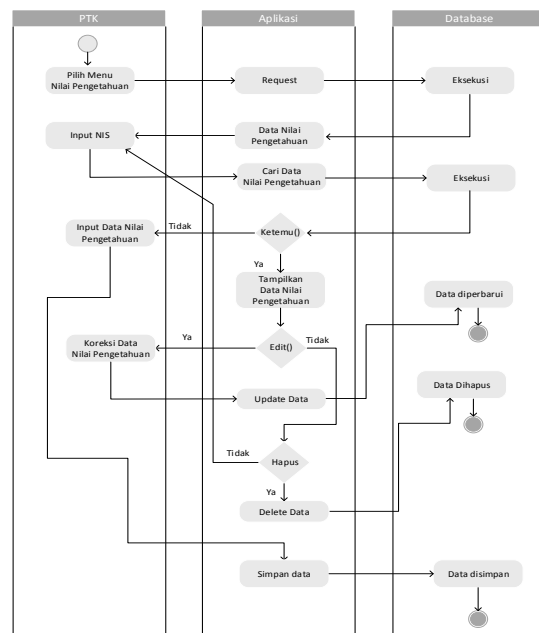 PTK
Aplikasi
Database
Pilih Menu
Nilai Pengetahuan
Request
Eksekusi
Input NIS
Data Nilai
Pengetahuan
Cari Data
Nilai Pengetahuan
Eksekusi
Input Data Nilai
Pengetahuan
Tidak
Ketemu()
Ya
Tampilkan
Data Nilai
Pengetahuan
Data diperbarui
Koreksi Data
Nilai Pengetahuan
Ya
Edit()
Tidak
Update Data
Data Dihapus
Tidak
Hapus
Ya
Delete Data
Simpan data
Data disimpan